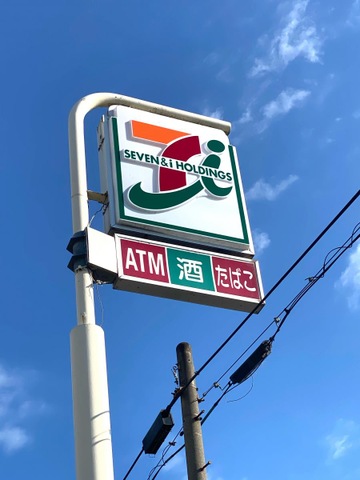 SEVEN & i HOLDINGS
ATM 酒 たばこ